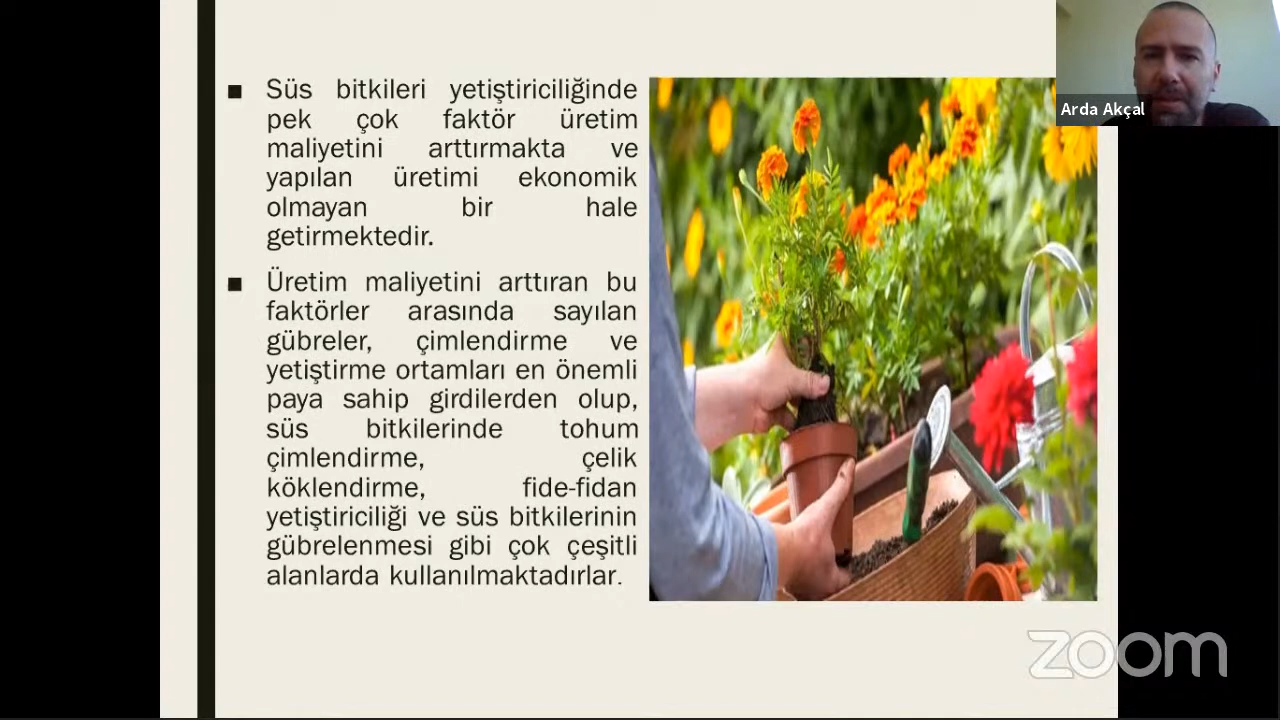 ■ Süs bitkileri yetiştiriciliğinde
pek çok faktör üretim
maliyetini arttırmakta ve
yapılan üretimi ekonomik
olmayan bir hale
getirmektedir.
■ Üretim maliyetini arttıran bu
faktörler arasında sayılan
gübreler, çimlendirme ve
yetiştirme ortamları en önemli
paya sahip girdilerden olup,
süs bitkilerinde tohum
çimlendirme, çelik
köklendirme, fide-fidan
yetiştiriciliği ve süs bitkilerinin
gübrelenmesi gibi çok çeşitli
alanlarda kullanılmaktadırlar.
Arda Akçal
zoom